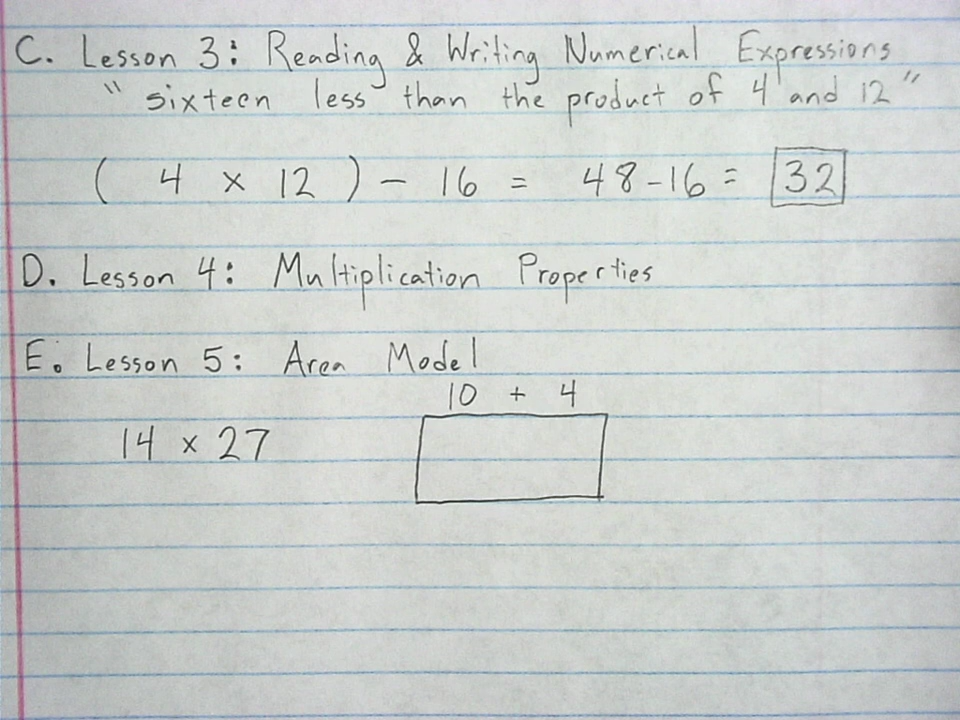 C. Lesson 3: Reading & Writing Numerical Expressions
"sixteen less than the product of 4 and 12"
( 4 x 12 ) - 16 = 48-16 = 32
D. Lesson 4: Multiplication Properties
E. Lesson 5: Area Model
10 + 4
14 x 27